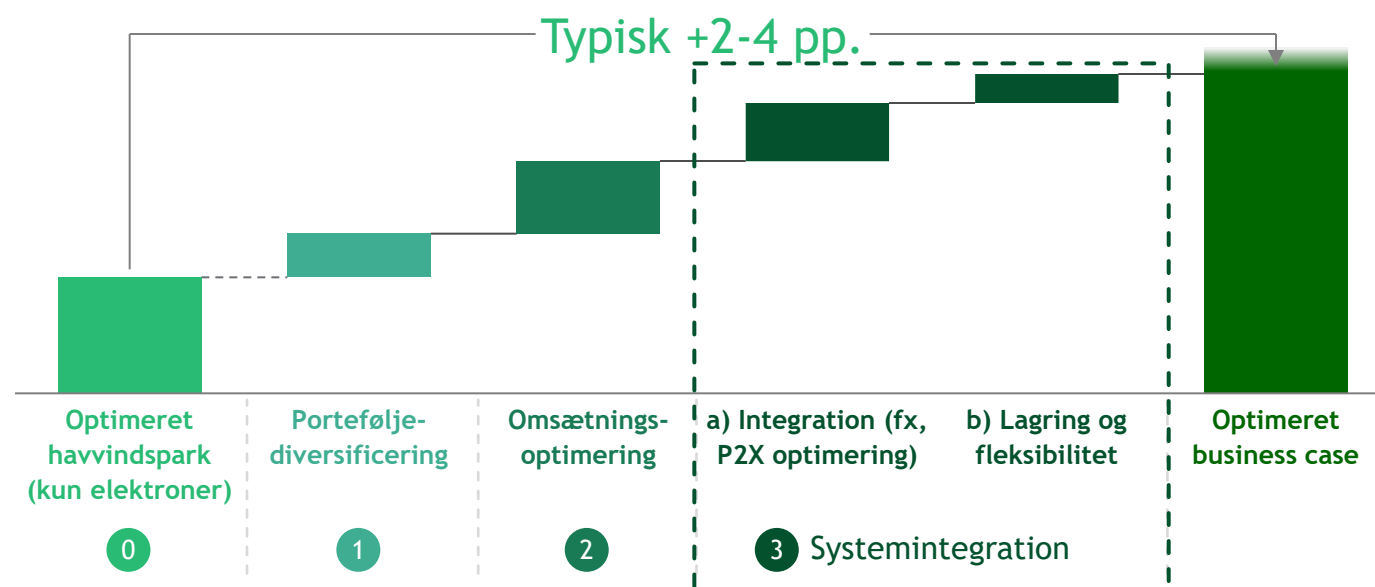 Typisk +2-4 pp.
Optimeret
havvindspark
(kun elektroner)
Portefølje-
diversificering
Omsætnings-
optimering
a) Integration (fx,
P2X optimering)
b) Lagring og
fleksibilitet
Optimeret
business case
0
1
2
3 Systemintegration